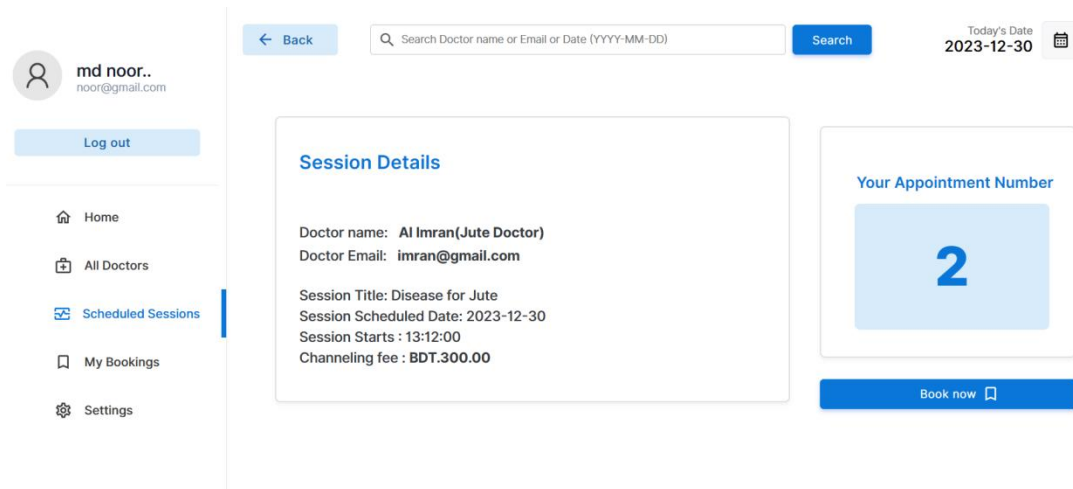 Back
Search Doctor name or Email or Date (YYYY-MM-DD)
Search
Today's Date
2023-12-30
md noor..
noor@gmail.com
Log out
Home
All Doctors
Scheduled Sessions
My Bookings
Settings
Session Details
Doctor name: Al Imran(Jute Doctor)
Doctor Email: imran@gmail.com
Session Title: Disease for Jute
Session Scheduled Date: 2023-12-30
Session Starts : 13:12:00
Channeling fee : BDT.300.00
Your Appointment Number
2
Book now